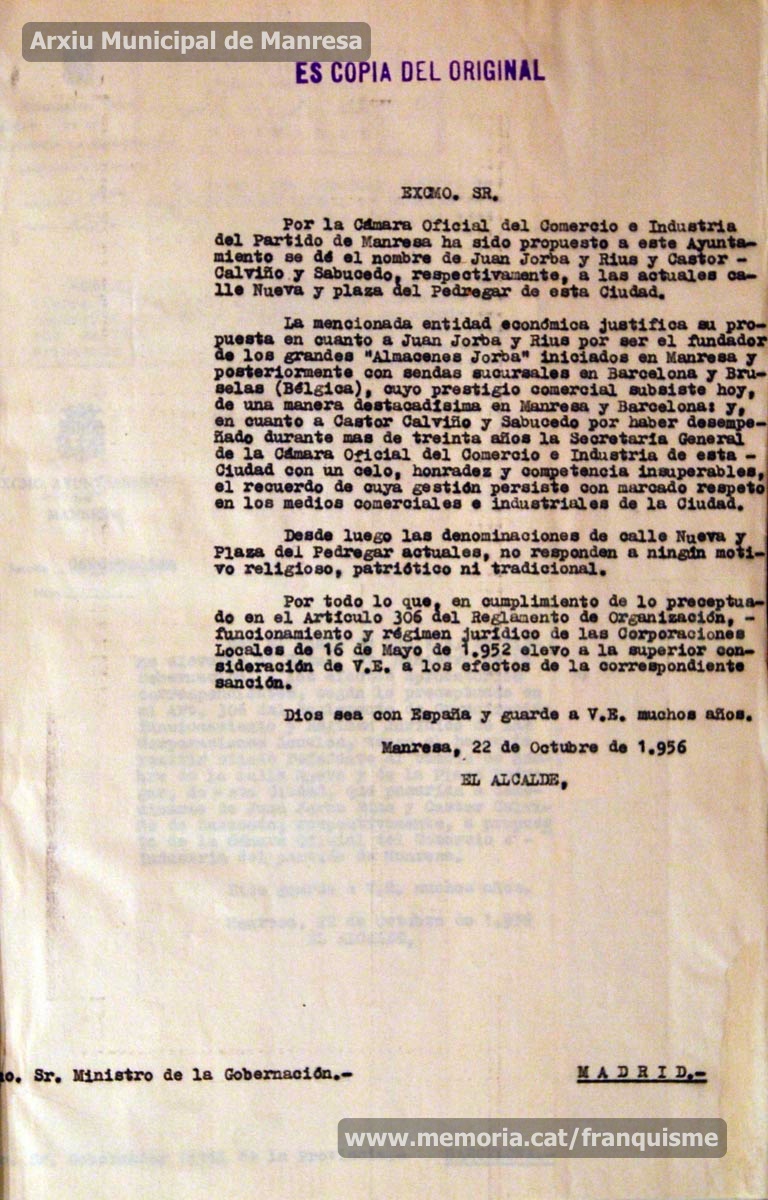 Arxiu Municipal de Manresa
ES COPIA DEL ORIGINAL
EXCMO. SR.
Por la Cámara Oficial del Comercio e Industria
del Partido de Manresa ha sido propuesto a este Ayunta-
miento se dé el nombre de Juan Jorba y Rius y Castor -
Calviño y Sabucedo, respectivamente, a las actuales ca-
lle Nueva y plaza del Pedregar de esta Ciudad.
La mencionada entidad económica justifica su pro-
puesta en cuanto a Juan Jorba y Rius por ser el fundador
de los grandes "Almacenes Jorba" iniciados en Manresa y
posteriormente con sendas sucursales en Barcelona y Bru-
selas (Bélgica), cuyo prestigio comercial subsiste hoy,
de una manera destacadísima en Manresa y Barcelona: y,
en cuanto a Castor Calviño y Sabucedo por haber desempe-
ñado durante mas de treinta años la Secretaria General
de la Cámara Oficial del Comercio e Industria de esta -
Ciudad con un celo, honradez y competencia insuperables,
el recuerdo de cuya gestión persiste con marcado respeto
en los medios comerciales e industriales de la Ciudad.
Desde luego las denominaciones de calle Nueva y
Plaza del Pedregar actuales, no responden a ningún moti-
vo religioso, patriótico ni tradicional.
Por todo lo que, en cumplimiento de lo preceptua-
do en el Artículo 306 del Reglamento de Organización, -
funcionamiento y régimen jurídico de las Corporaciones
Locales de 16 de Mayo de 1.952 elevo a la superior con-
sideración de V.E. a los efectos de la correspondiente
sanción.
Dios sea con España y guarde a V.E. muchos años.
Manresa, 22 de Octubre de 1.956
EL ALCALDE,
mo. Sr. Ministro de la Gobernación.-
MADRID.-
www.memoria.cat/franquisme